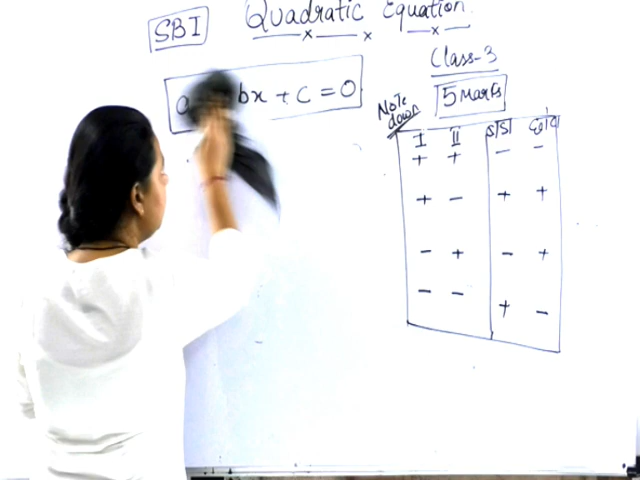 SBI
Quadratic Equation
Class-3
5 Marks
bx + c = 0
Note down
I II
+ + - -
+ - + +
- + - +
- - + -